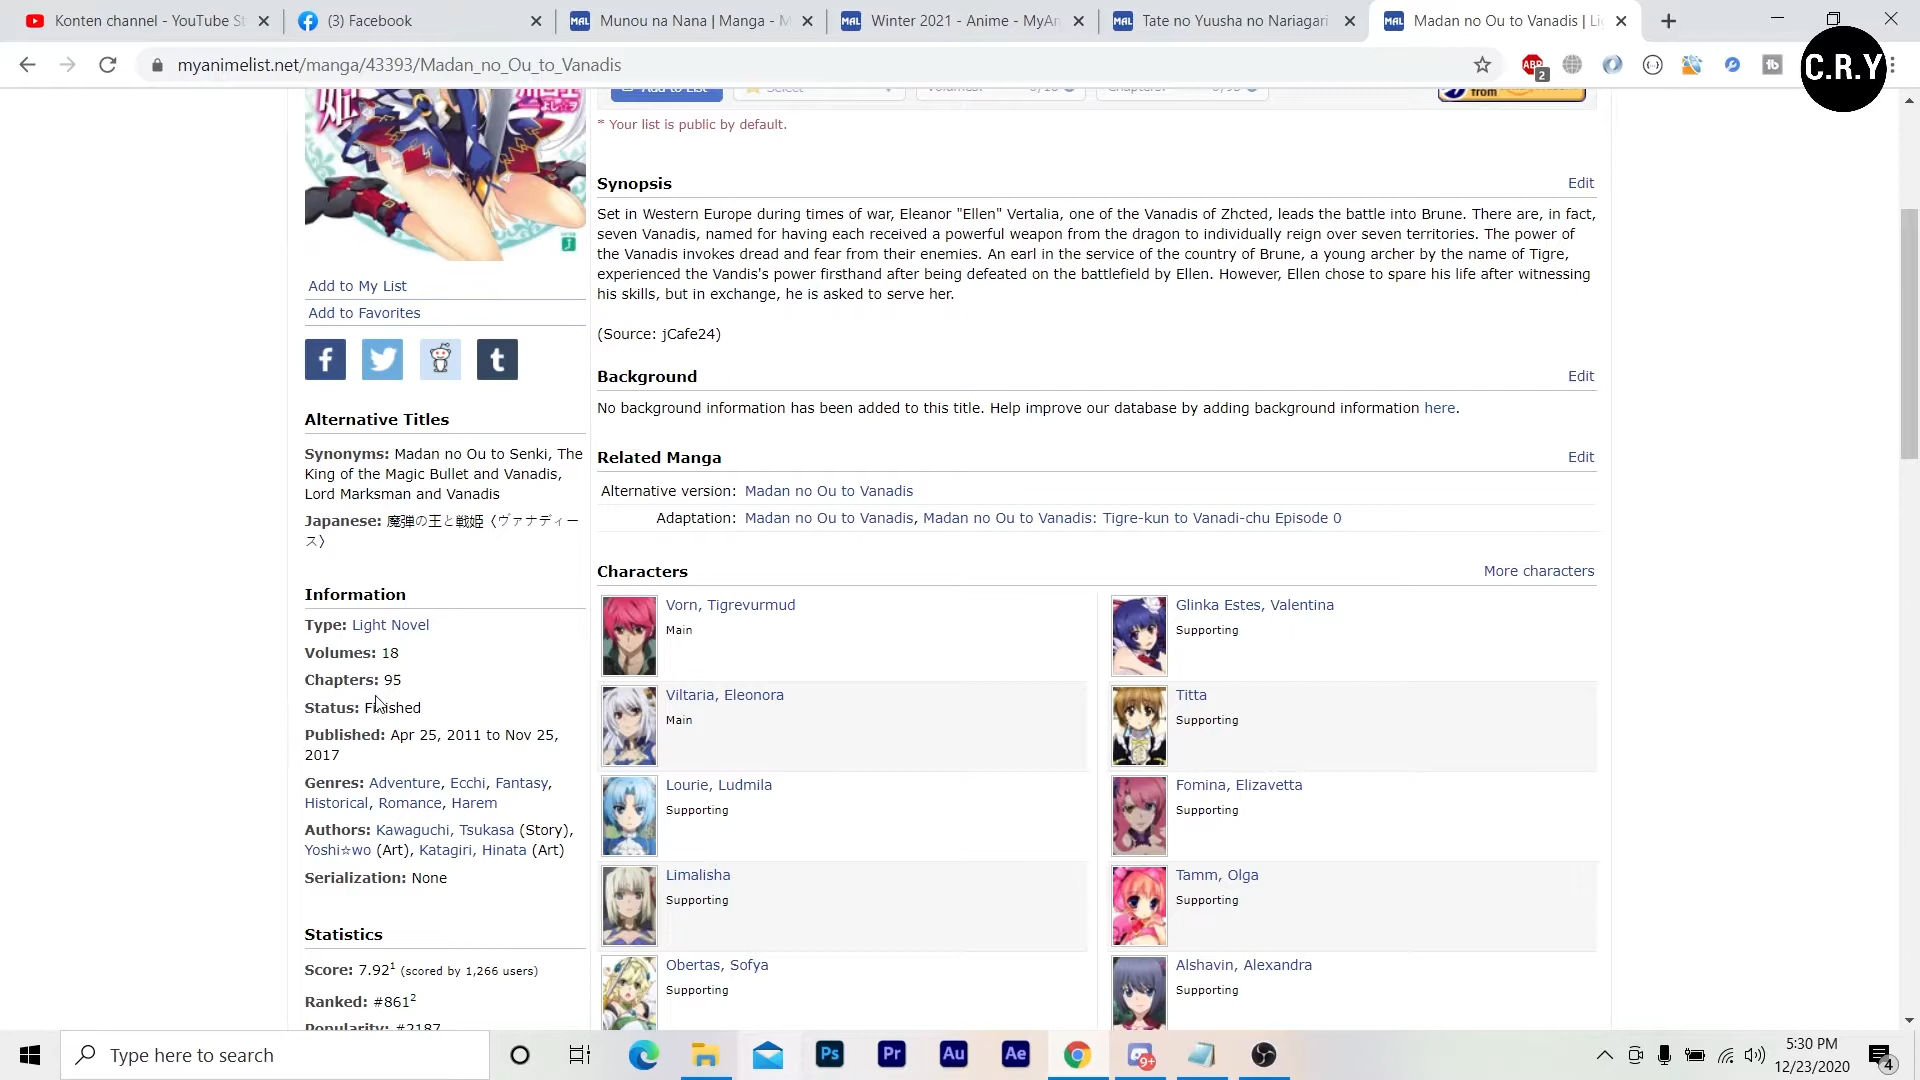 Konten channel - YouTube St
(3) Facebook
Munou na Nana | Manga - M
Winter 2021 - Anime - MyAn
Tate no Yuusha no Nariagari
Madan no Ou to Vanadis | Li
myanimelist.net/manga/43393/Madan_no_Ou_to_Vanadis
ABP
2
C.R.Y
Add to List
Select
from
* Your list is public by default.
Synopsis
Edit
Set in Western Europe during times of war, Eleanor "Ellen" Vertalia, one of the Vanadis of Zhcted, leads the battle into Brune. There are, in fact,
seven Vanadis, named for having each received a powerful weapon from the dragon to individually reign over seven territories. The power of
the Vanadis invokes dread and fear from their enemies. An earl in the service of the country of Brune, a young archer by the name of Tigre,
experienced the Vandis's power firsthand after being defeated on the battlefield by Ellen. However, Ellen chose to spare his life after witnessing
his skills, but in exchange, he is asked to serve her.
(Source: jCafe24)
Background
Edit
No background information has been added to this title. Help improve our database by adding background information here.
Related Manga
Edit
Alternative version: Madan no Ou to Vanadis
Adaptation: Madan no Ou to Vanadis, Madan no Ou to Vanadis: Tigre-kun to Vanadi-chu Episode 0
Characters
More characters
Vorn, Tigrevurmud
Main
Glinka Estes, Valentina
Supporting
Viltaria, Eleonora
Main
Titta
Supporting
Lourie, Ludmila
Supporting
Fomina, Elizavetta
Supporting
Limalisha
Supporting
Tamm, Olga
Supporting
Obertas, Sofya
Supporting
Alshavin, Alexandra
Supporting
Add to My List
Add to Favorites
Alternative Titles
Synonyms: Madan no Ou to Senki, The
King of the Magic Bullet and Vanadis,
Lord Marksman and Vanadis
Japanese: 魔弾の王と戦姫〈ヴァナディー
ス〉
Information
Type: Light Novel
Volumes: 18
Chapters: 95
Status: Finished
Published: Apr 25, 2011 to Nov 25,
2017
Genres: Adventure, Ecchi, Fantasy,
Historical, Romance, Harem
Authors: Kawaguchi, Tsukasa (Story),
Yoshi☆wo (Art), Katagiri, Hinata (Art)
Serialization: None
Statistics
Score: 7.92¹ (scored by 1,266 users)
Ranked: #861²
Popularity: #2187
Type here to search
Ps
Pr
Au
Ae
9+
5:30 PM
12/23/2020
4